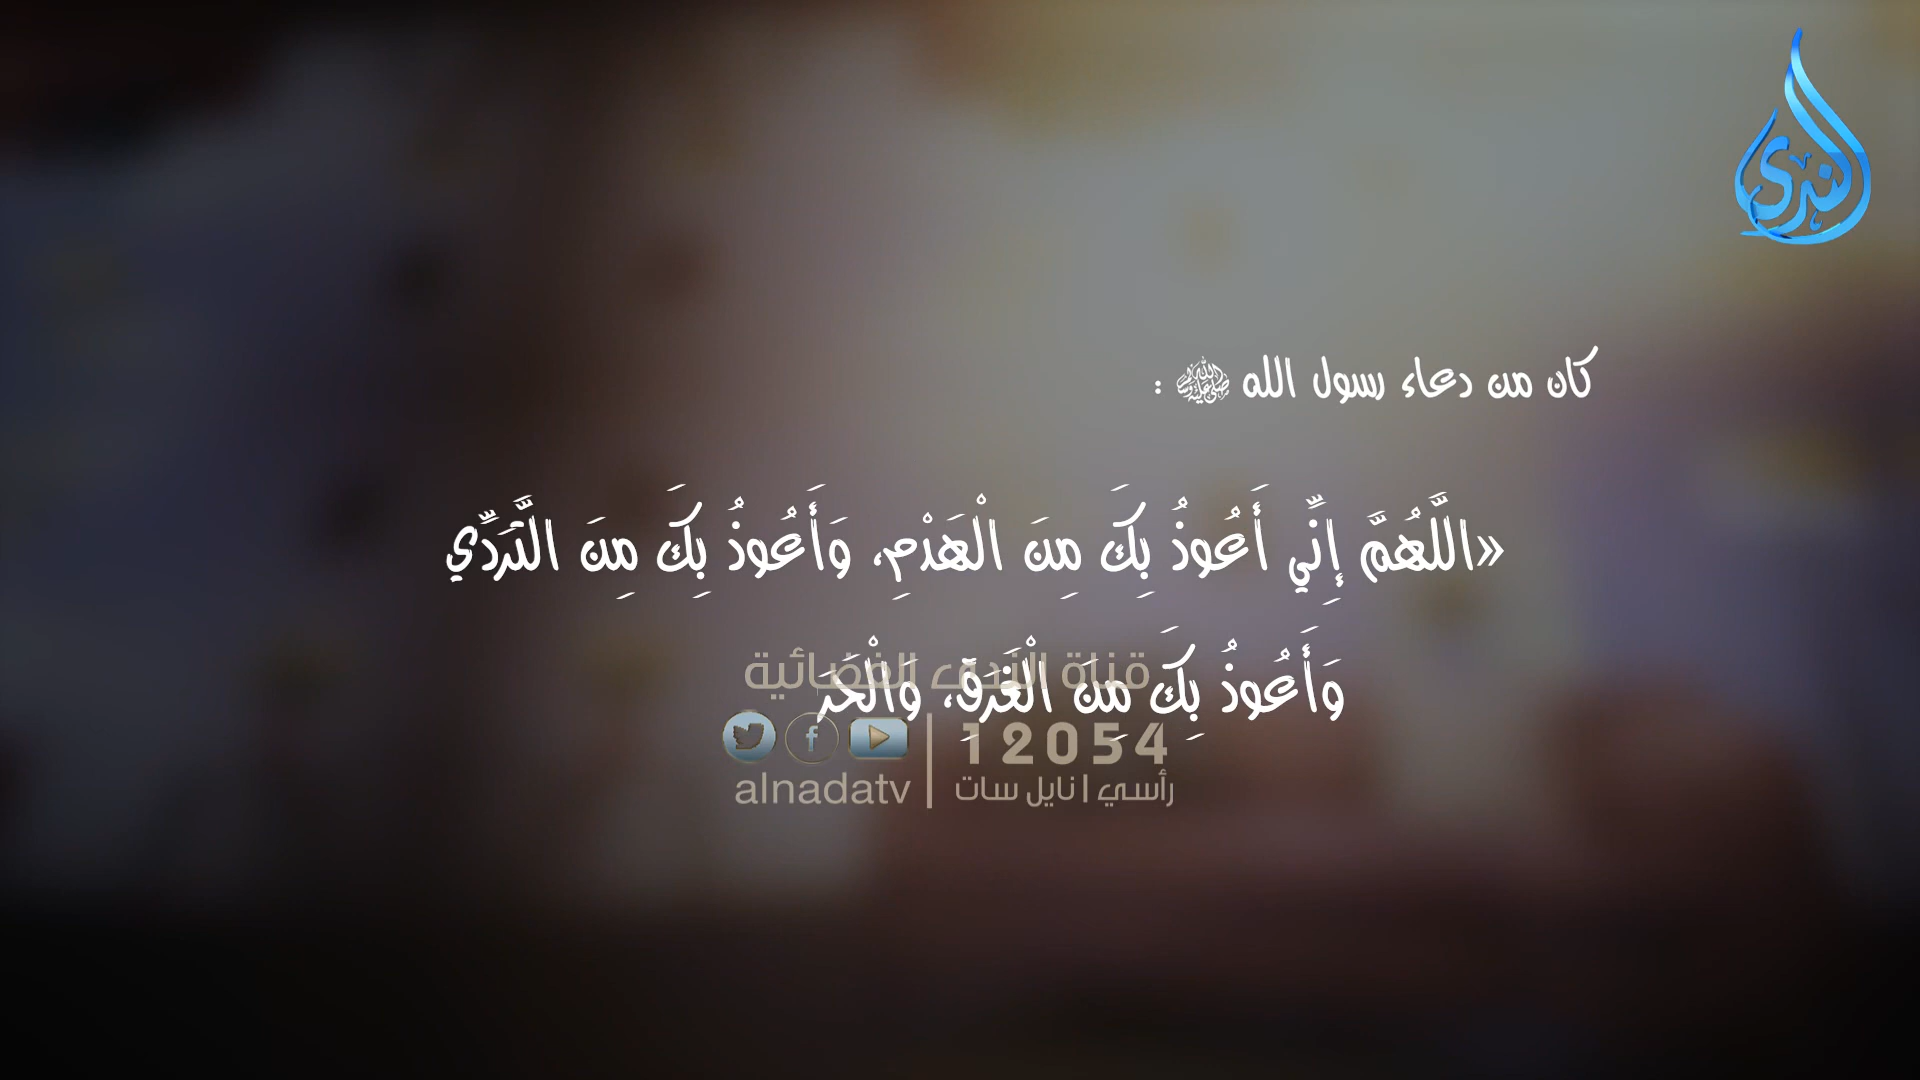 الندى
كان من دعاء رسول الله ﷺ :
«اللَّهُمَّ إِنِّي أَعُوذُ بِكَ مِنَ الْهَدْمِ، وَأَعُوذُ بِكَ مِنَ التَّرَدِّي
وَأَعُوذُ بِكَ مِنَ الْغَرَقِ، وَالْحَرَ
قناة الندى الفضائية
12054
رأسي | نايل سات
alnadatv